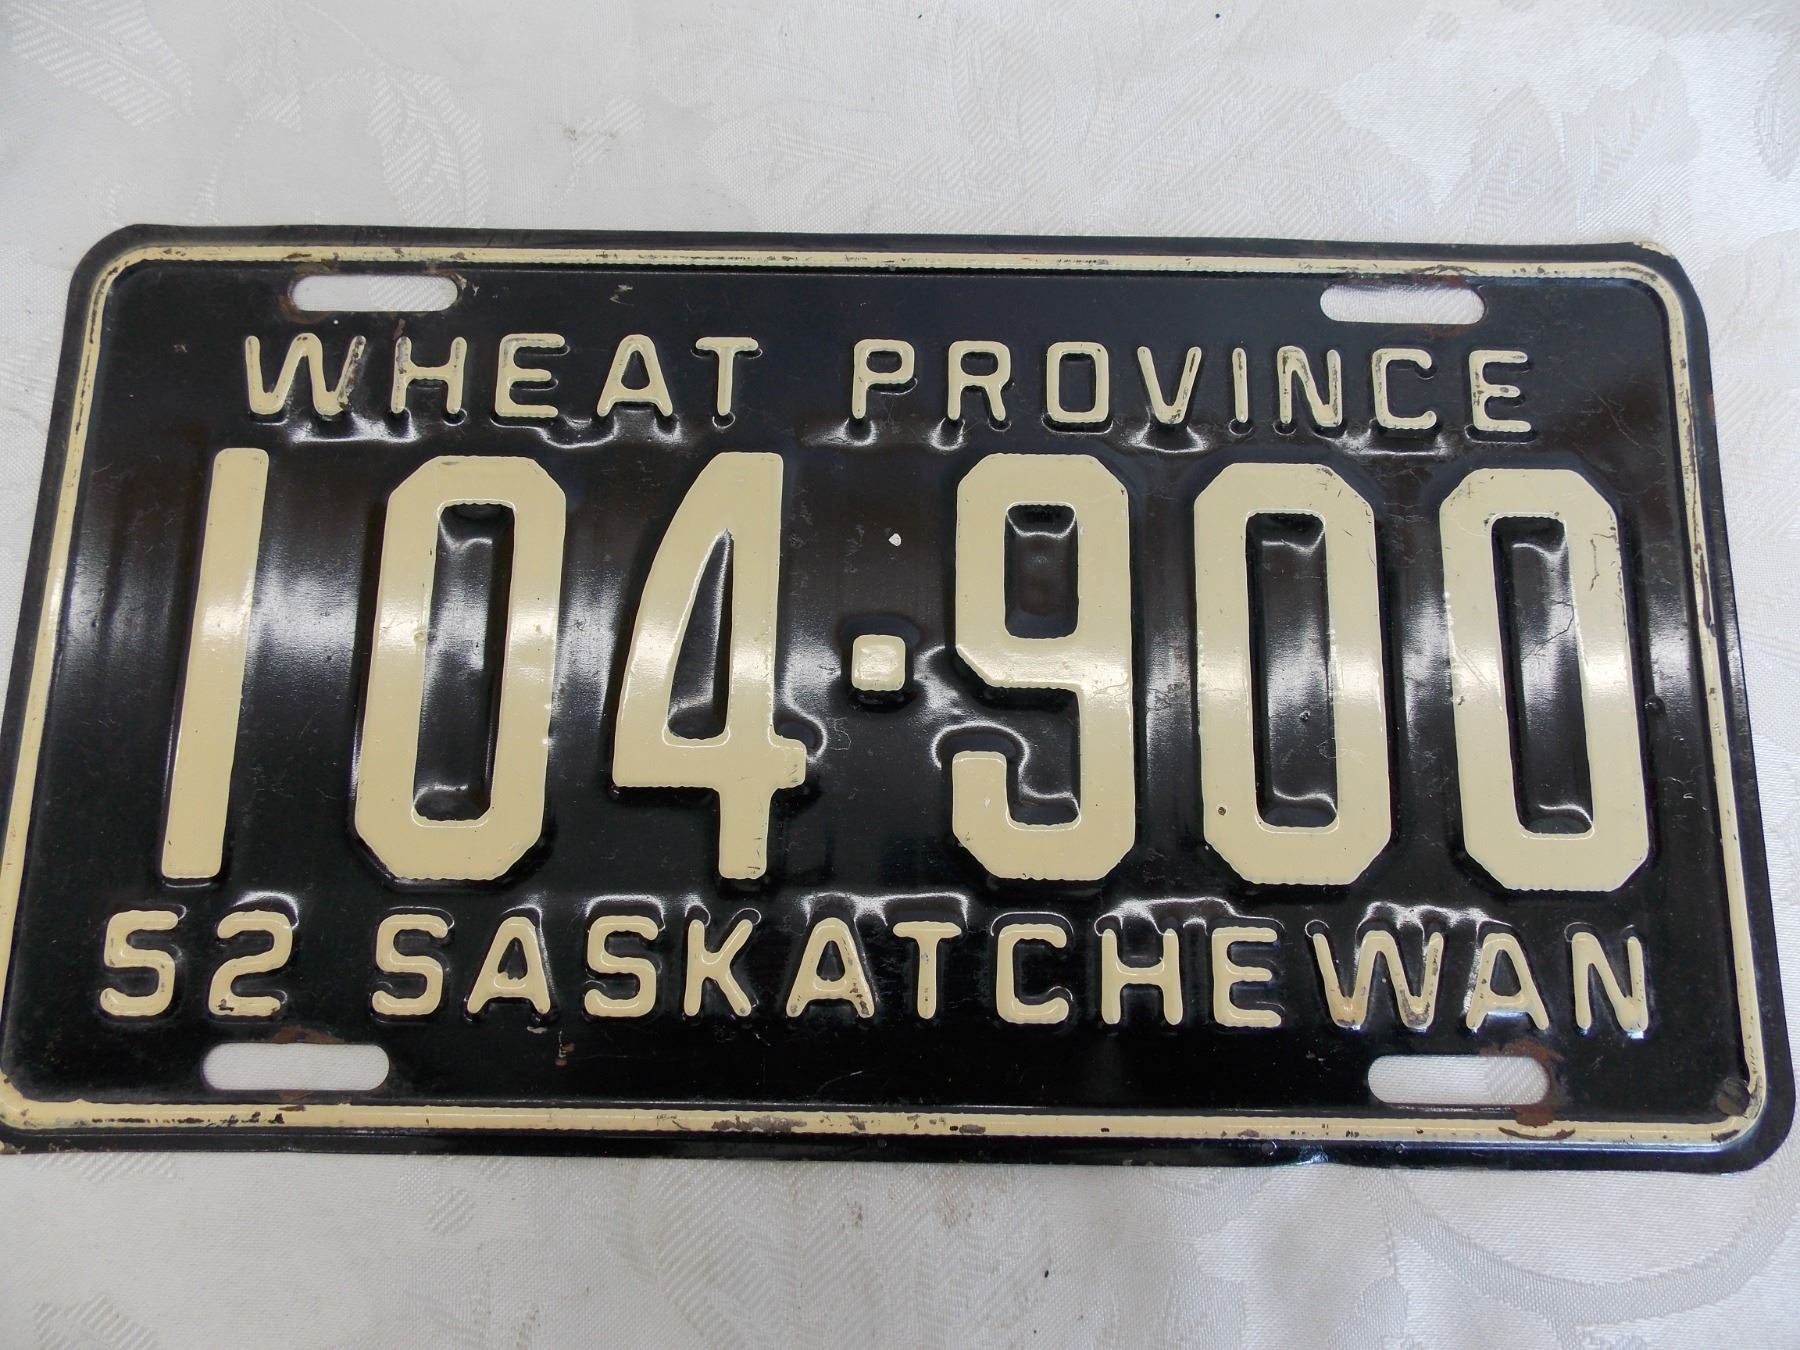 WHEAT PROVINCE
104·900
52 SASKATCHEWAN